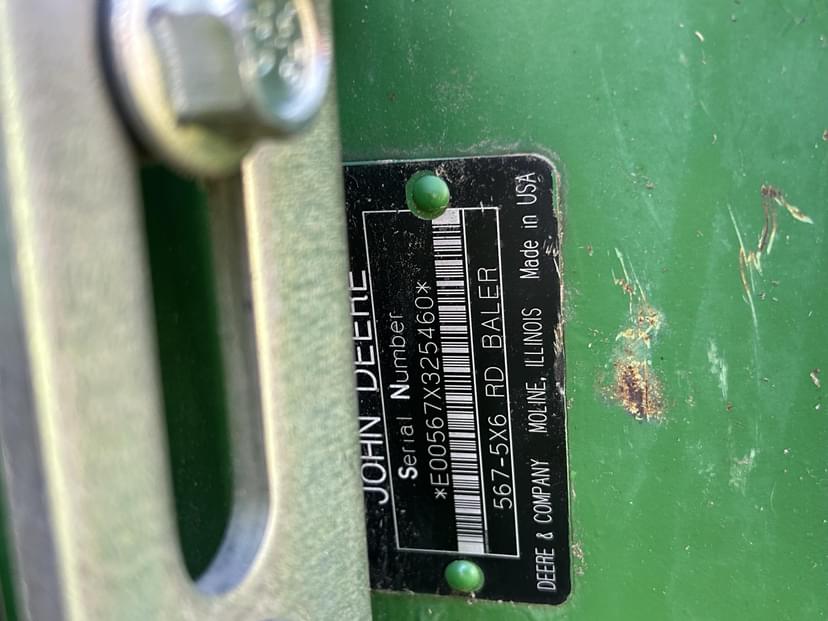 JOHN DEERE
Serial Number
*E00567X325460*
567-5X6 RD BALER
DEERE & COMPANY MOLINE, ILLINOIS Made in USA